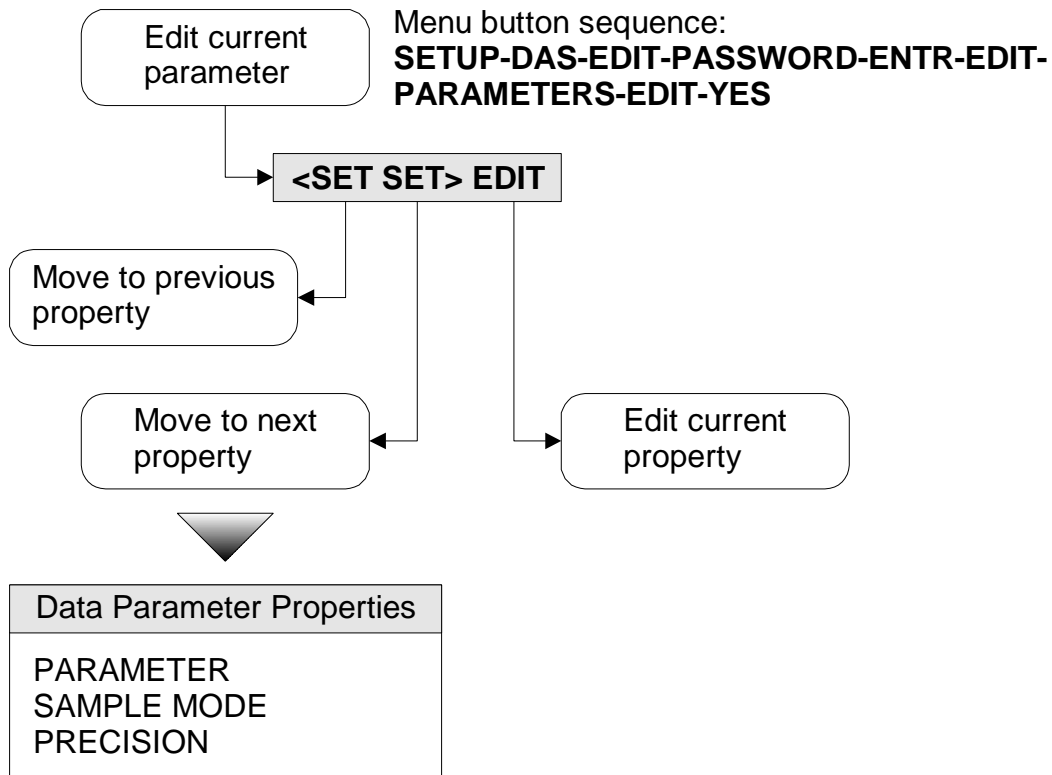 Edit current
parameter
Menu button sequence:
SETUP-DAS-EDIT-PASSWORD-ENTR-EDIT-
PARAMETERS-EDIT-YES
<SET SET> EDIT
Move to previous
property
Move to next
property
Edit current
property
Data Parameter Properties
PARAMETER
SAMPLE MODE
PRECISION